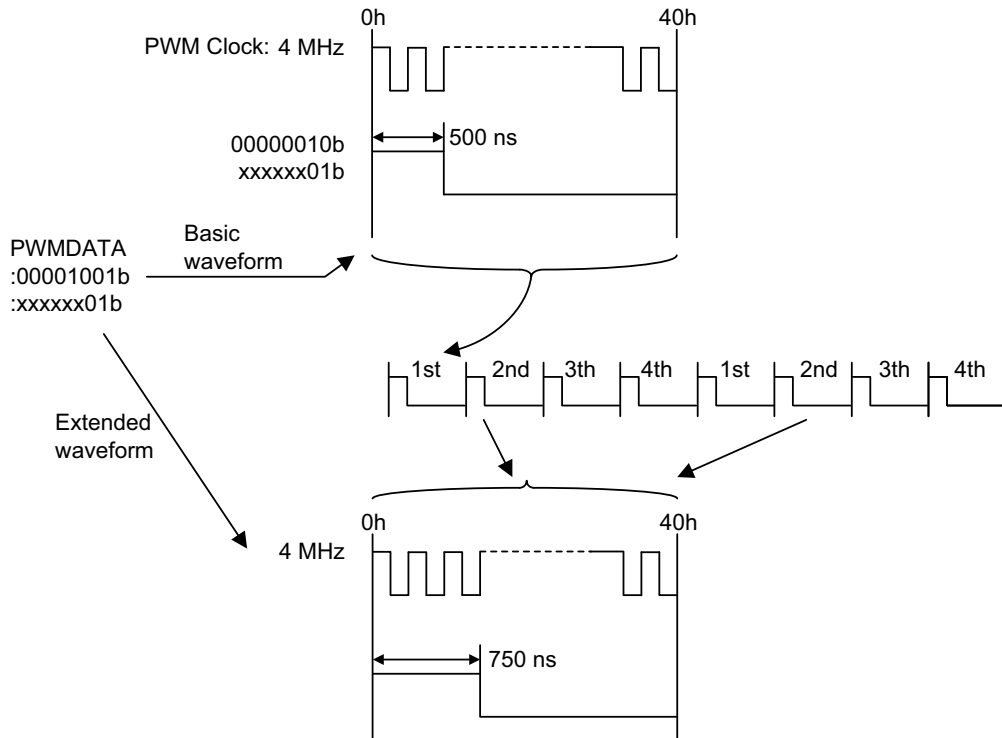 0h 40h
PWM Clock: 4 MHz
00000010b
xxxxxx01b
500 ns
PWMDATA
:00001001b
:xxxxxx01b
Basic
waveform
1st 2nd 3th 4th 1st 2nd 3th 4th
Extended
waveform
0h 40h
4 MHz
750 ns